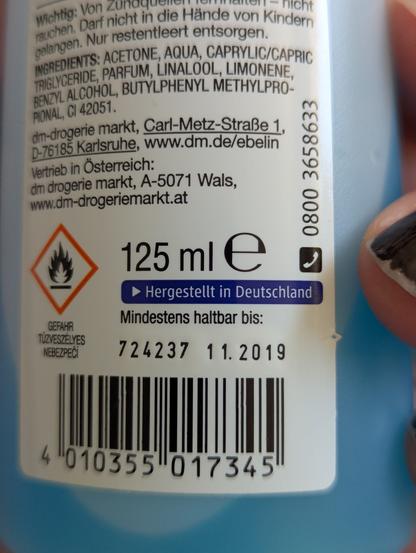 Wichtig: Von Zündquellen fernhalten – nicht
rauchen. Darf nicht in die Hände von Kindern
gelangen. Nur restentleert entsorgen.
INGREDIENTS: ACETONE, AQUA, CAPRYLIC/CAPRIC
TRIGLYCERIDE, PARFUM, LINALOOL, LIMONENE,
BENZYL ALCOHOL, BUTYLPHENYL METHYLPRO-
PIONAL, CI 42051.
dm-drogerie markt, Carl-Metz-Straße 1,
D-76185 Karlsruhe, www.dm.de/ebelin
Vertrieb in Österreich:
dm drogerie markt, A-5071 Wals,
www.dm-drogeriemarkt.at
0800 3658633
125 ml ℮
Hergestellt in Deutschland
Mindestens haltbar bis:
GEFAHR
TŰZVESZÉLYES
NEBEZPEČÍ
724237 11.2019
4 010355 017345